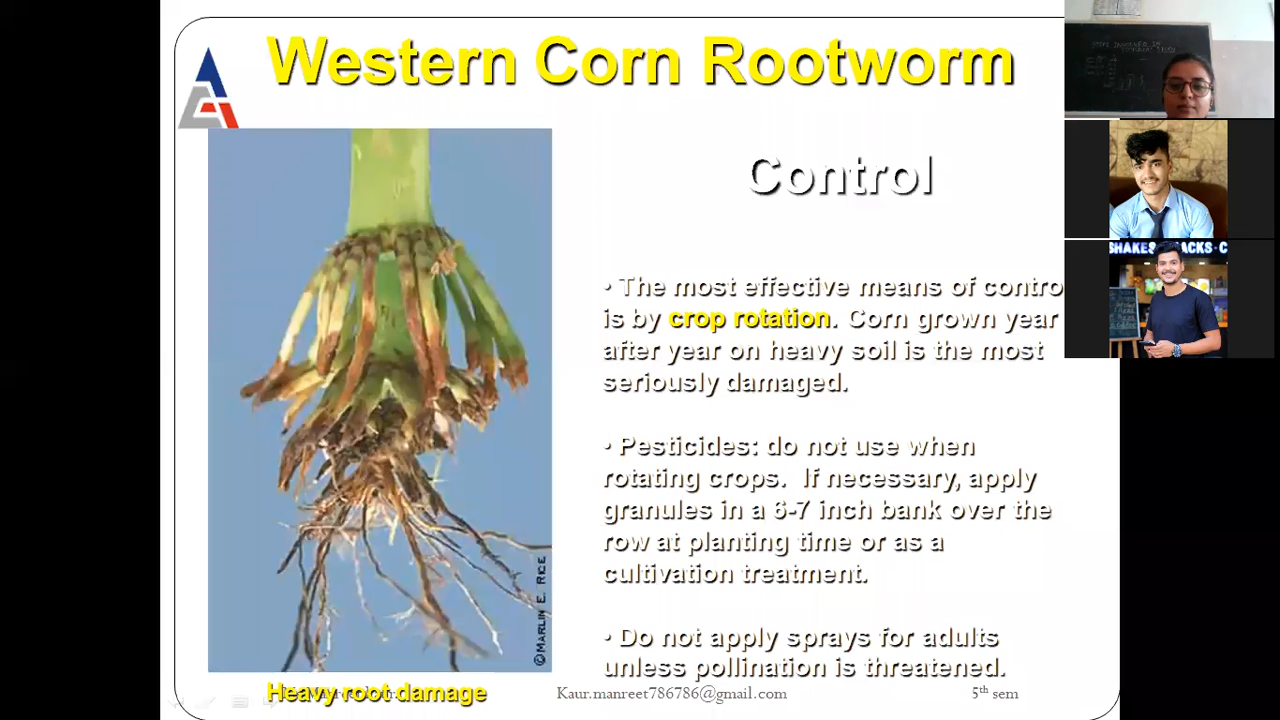 Western Corn Rootworm
Control
• The most effective means of contro
is by crop rotation. Corn grown year
after year on heavy soil is the most
seriously damaged.
• Pesticides: do not use when
rotating crops. If necessary, apply
granules in a 6-7 inch bank over the
row at planting time or as a
cultivation treatment.
• Do not apply sprays for adults
unless pollination is threatened.
©MARLIN E. RICE
Heavy root damage
Kaur.manreet786786@gmail.com
5th sem
SHAKES
ACKS · C